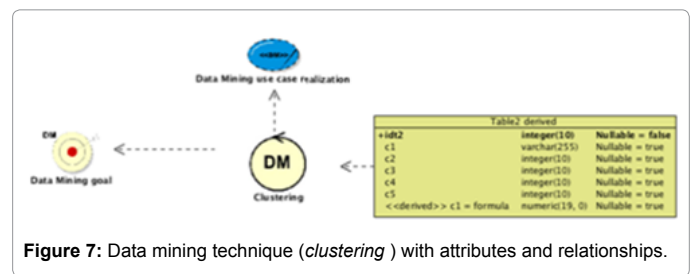 Data Mining use case realization
DM
Data Mining goal
DM
Clustering
Table2 derived
+idt2 integer(10) Nullable = false
c1 varchar(255) Nullable = true
c2 integer(10) Nullable = true
c3 integer(10) Nullable = true
c4 integer(10) Nullable = true
c5 integer(10) Nullable = true
<<derived>> c1 = formula numeric(19, 0) Nullable = true
Figure 7: Data mining technique (clustering ) with attributes and relationships.